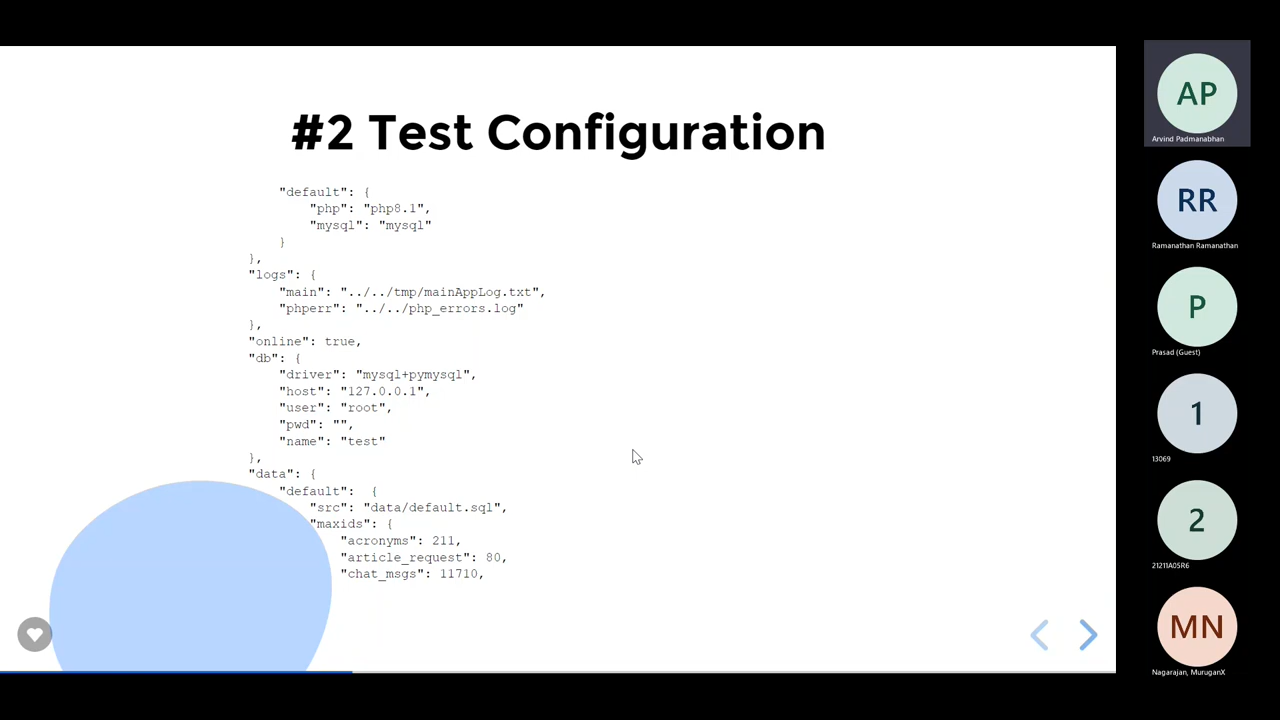 #2 Test Configuration
"default": {
"php": "php8.1",
"mysql": "mysql"
}
},
"logs": {
"main": "../../tmp/mainAppLog.txt",
"phperr": "../../php_errors.log"
},
"online": true,
"db": {
"driver": "mysql+pymysql",
"host": "127.0.0.1",
"user": "root",
"pwd": "",
"name": "test"
},
"data": {
"default":  {
"src": "data/default.sql",
"maxids": {
"acronyms": 211,
"article_request": 80,
"chat_msgs": 11710,
AP
Arvind Padmanabhan
RR
Ramanathan Ramanathan
P
Prasad (Guest)
1
13069
2
21211A05R6
MN
Nagarajan, MuruganX